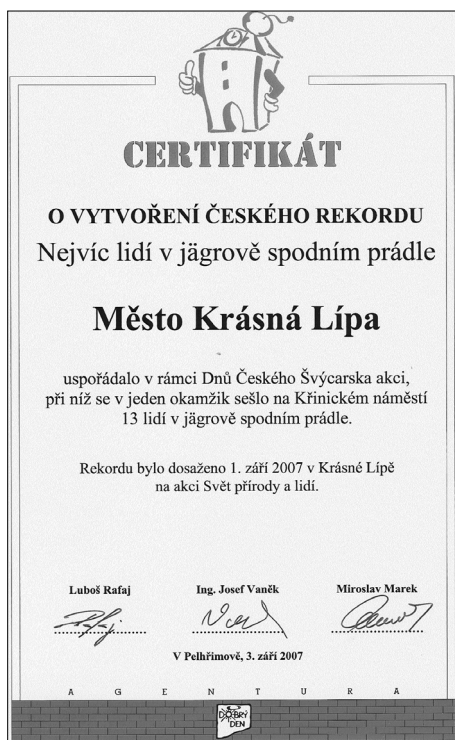 CERTIFIKÁT
O VYTVOŘENÍ ČESKÉHO REKORDU
Nejvíc lidí v jägrově spodním prádle
Město Krásná Lípa
uspořádalo v rámci Dnů Českého Švýcarska akci,
při níž se v jeden okamžik sešlo na Křinickém náměstí
13 lidí v jägrově spodním prádle.
Rekordu bylo dosaženo 1. září 2007 v Krásné Lípě
na akci Svět přírody a lidí.
Luboš Rafaj Ing. Josef Vaněk Miroslav Marek
V Pelhřimově, 3. září 2007
A G E N T U R A
DOBRÝ
DEN